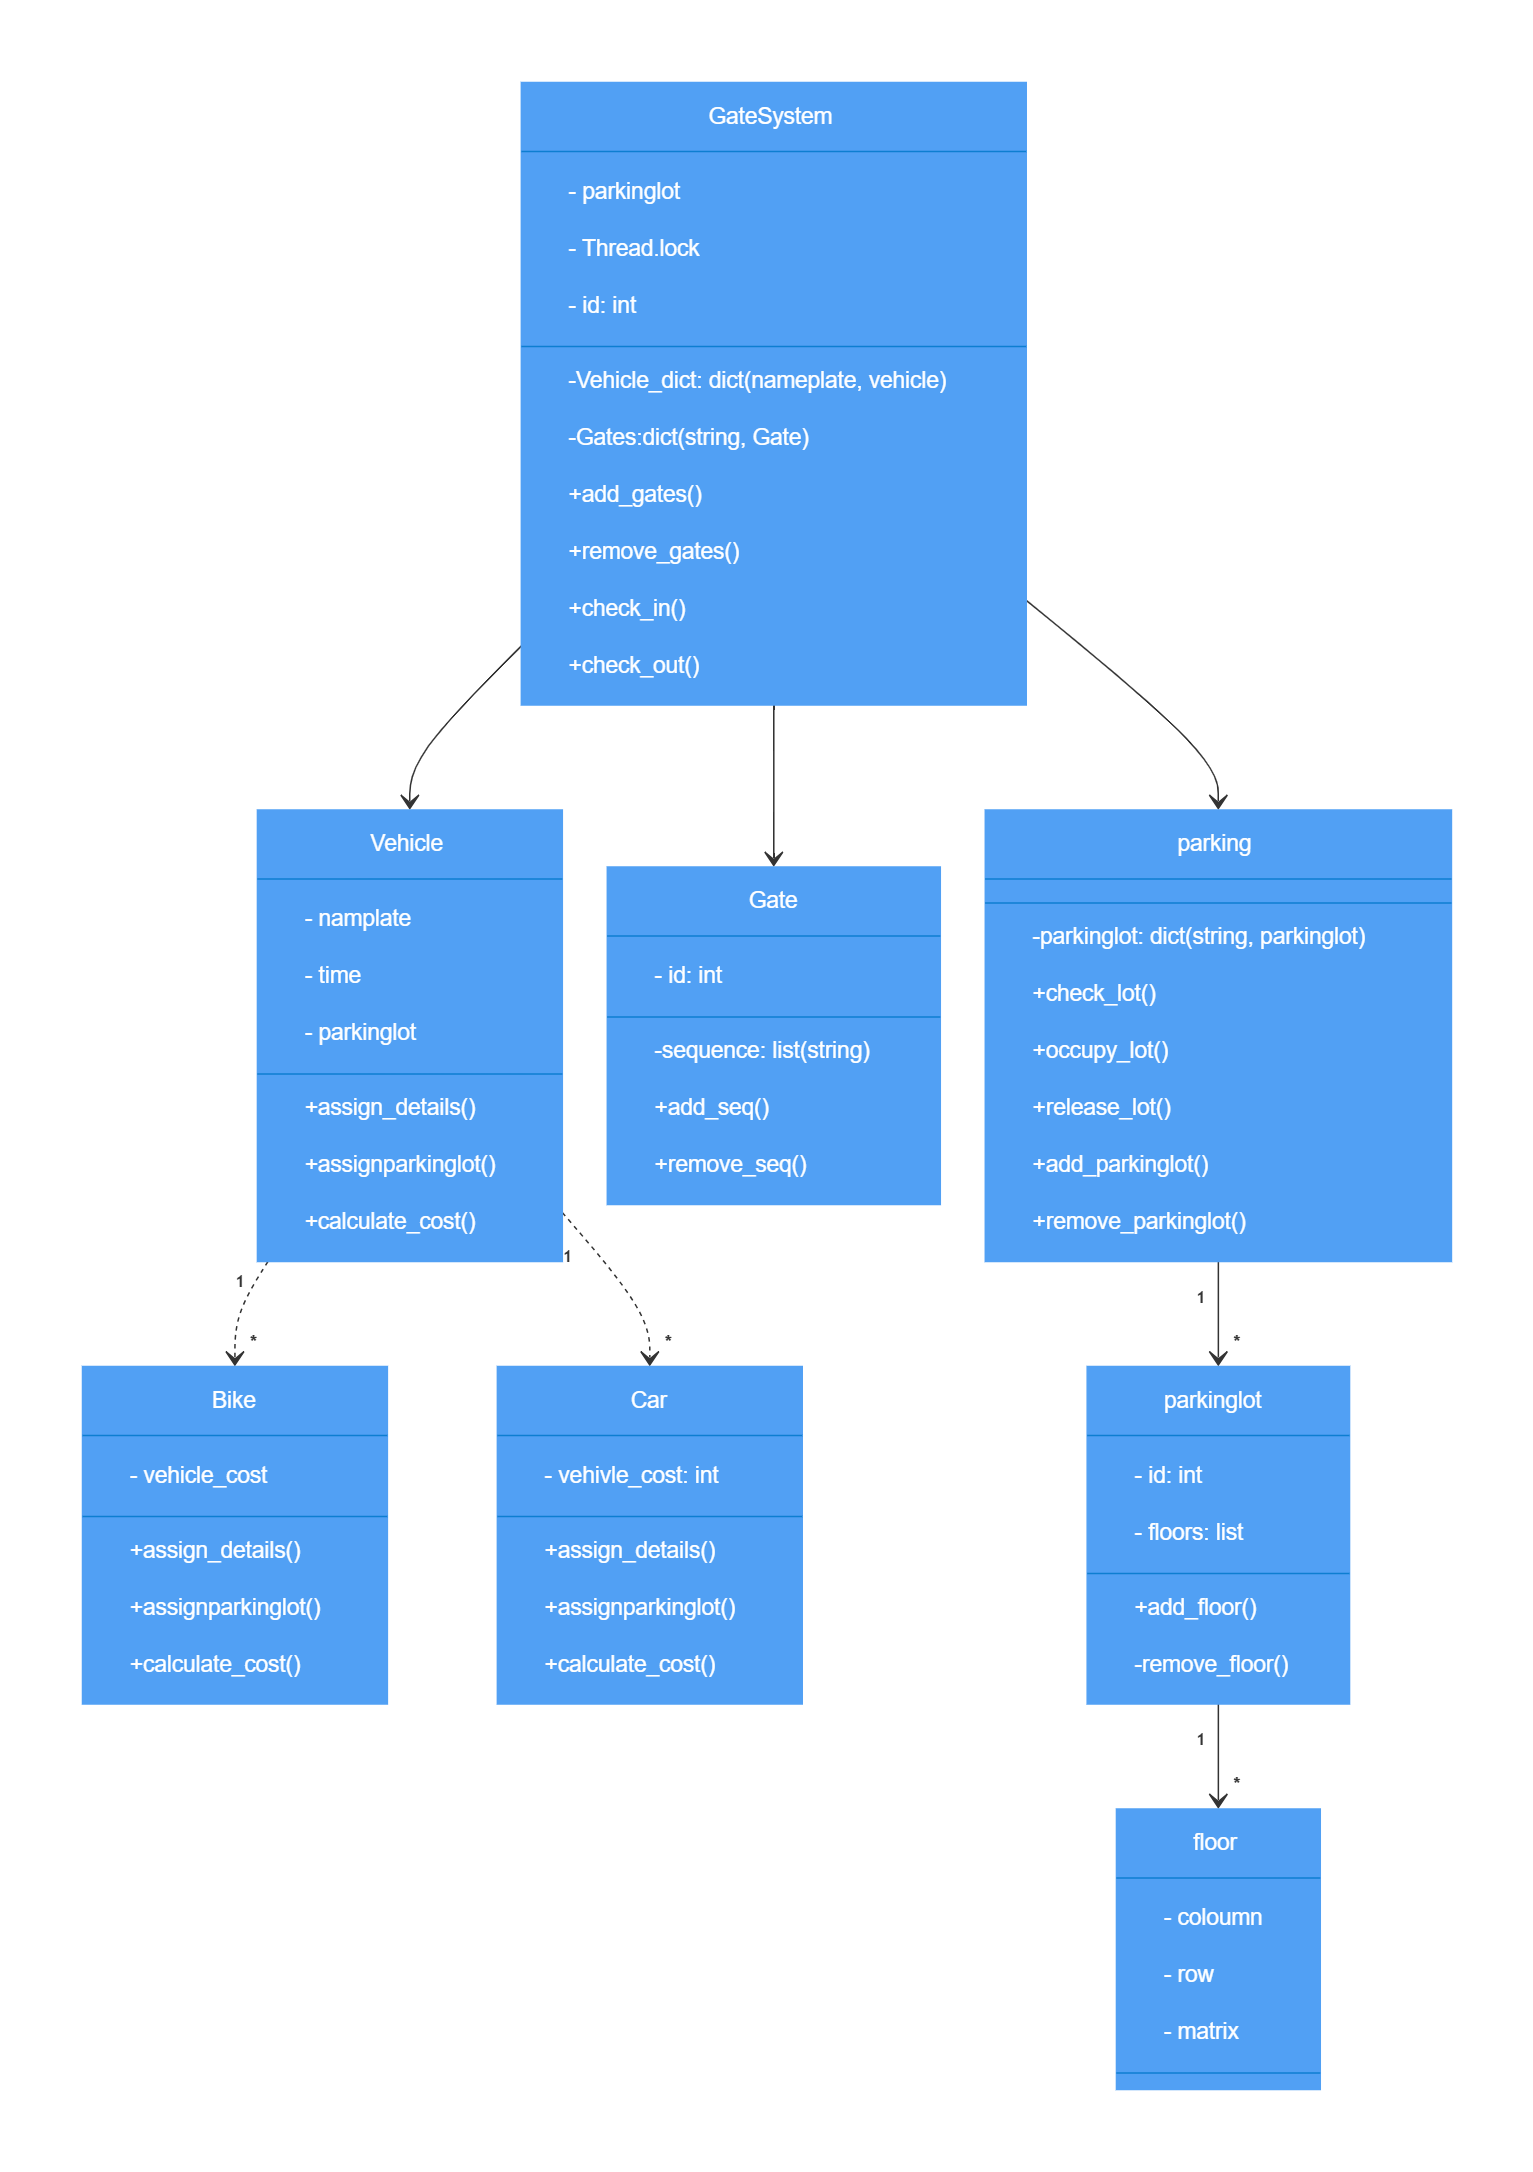 GateSystem
- parkinglot
- Thread.lock
- id: int
-Vehicle_dict: dict(nameplate, vehicle)
-Gates:dict(string, Gate)
+add_gates()
+remove_gates()
+check_in()
+check_out()
Vehicle
- namplate
- time
- parkinglot
+assign_details()
+assignparkinglot()
+calculate_cost()
Gate
- id: int
-sequence: list(string)
+add_seq()
+remove_seq()
parking
-parkinglot: dict(string, parkinglot)
+check_lot()
+occupy_lot()
+release_lot()
+add_parkinglot()
+remove_parkinglot()
1
*
1
*
1
*
Bike
- vehicle_cost
+assign_details()
+assignparkinglot()
+calculate_cost()
Car
- vehivle_cost: int
+assign_details()
+assignparkinglot()
+calculate_cost()
parkinglot
- id: int
- floors: list
+add_floor()
-remove_floor()
1
*
floor
- coloumn
- row
- matrix